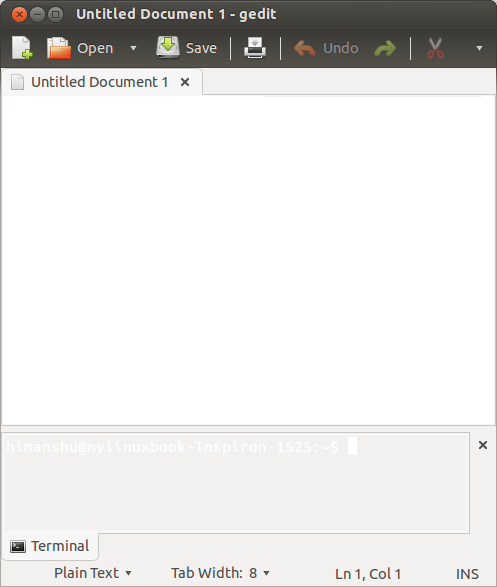 Untitled Document 1 - gedit
Open Save Undo
Untitled Document 1
himanshu@mylinuxbook-Inspiron-1525:~$
Terminal
Plain Text Tab Width: 8 Ln 1, Col 1 INS